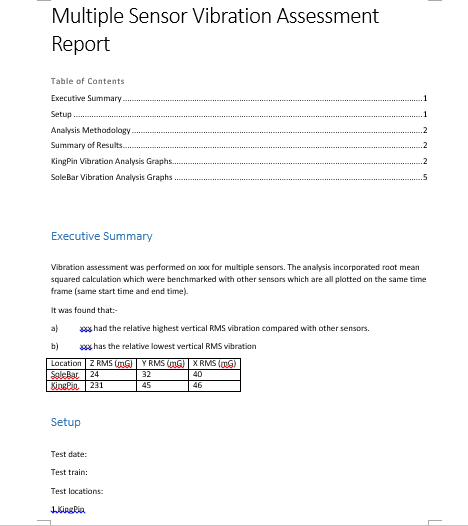 Multiple Sensor Vibration Assessment
Report
Table of Contents
Executive Summary 1
Setup 1
Analysis Methodology 2
Summary of Results 2
KingPin Vibration Analysis Graphs 2
SoleBar Vibration Analysis Graphs 5
Executive Summary
Vibration assessment was performed on xxx for multiple sensors. The analysis incorporated root mean
squared calculation which were benchmarked with other sensors which are all plotted on the same time
frame (same start time and end time).
It was found that:-
a) xxx had the relative highest vertical RMS vibration compared with other sensors.
b) xxx has the relative lowest vertical RMS vibration
Location Z RMS (mG) Y RMS (mG) X RMS (mG)
SoleBar 24 32 40
KingPin 231 45 46
Setup
Test date:
Test train:
Test locations:
1.KingPin